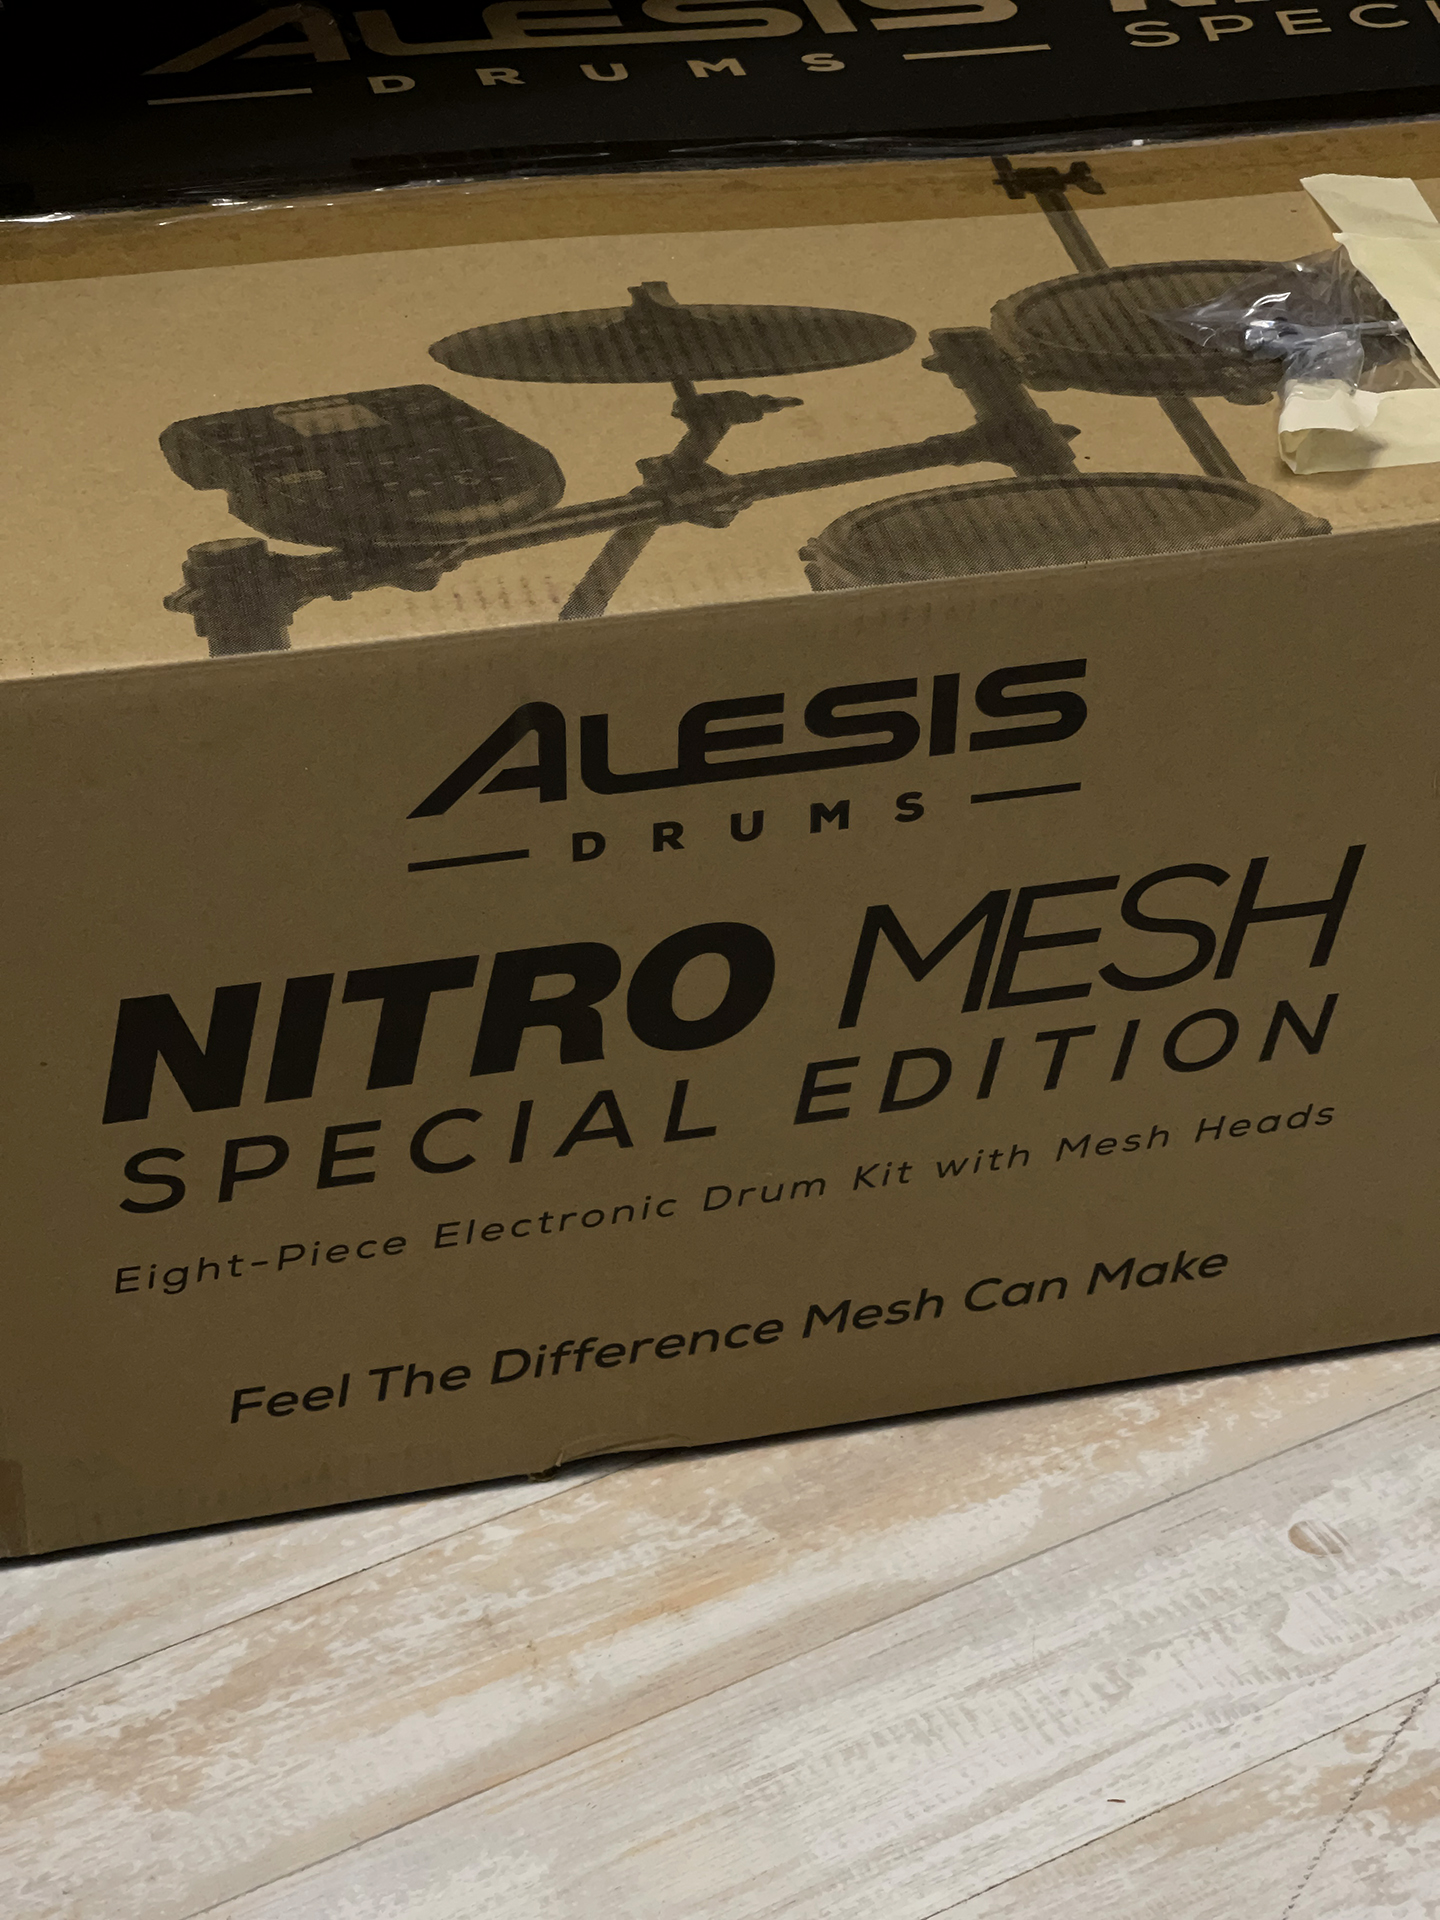 ALESIS
DRUMS
SPECI
ALESIS
DRUMS
NITRO MESH
SPECIAL EDITION
Eight-Piece Electronic Drum Kit with Mesh Heads
Feel The Difference Mesh Can Make